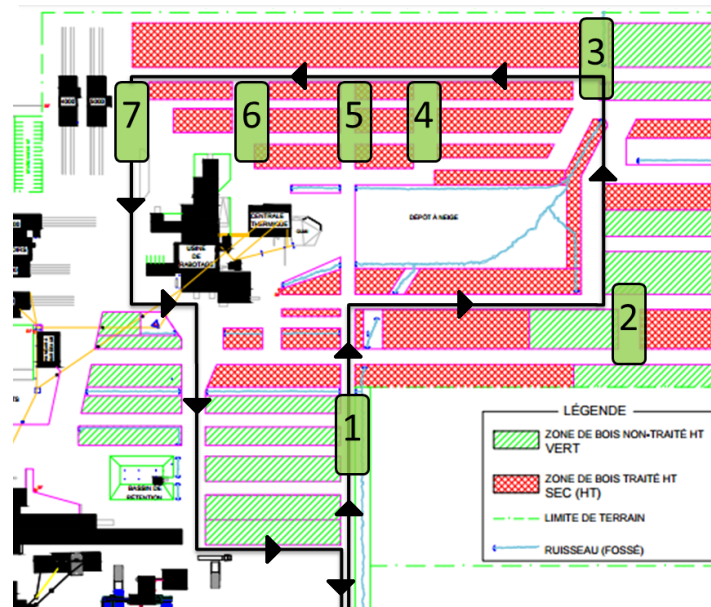 3
7
6
5
4
CENTRALE
THERMIQUE
DÉPÔT À NEIGE
USINE
DE
RABOTAGE
2
1
LÉGENDE
ZONE DE BOIS NON-TRAITÉ HT
VERT
ZONE DE BOIS TRAITÉ HT
SEC (HT)
LIMITE DE TERRAIN
RUISSEAU (FOSSÉ)
BASSIN DE
RÉTENTION